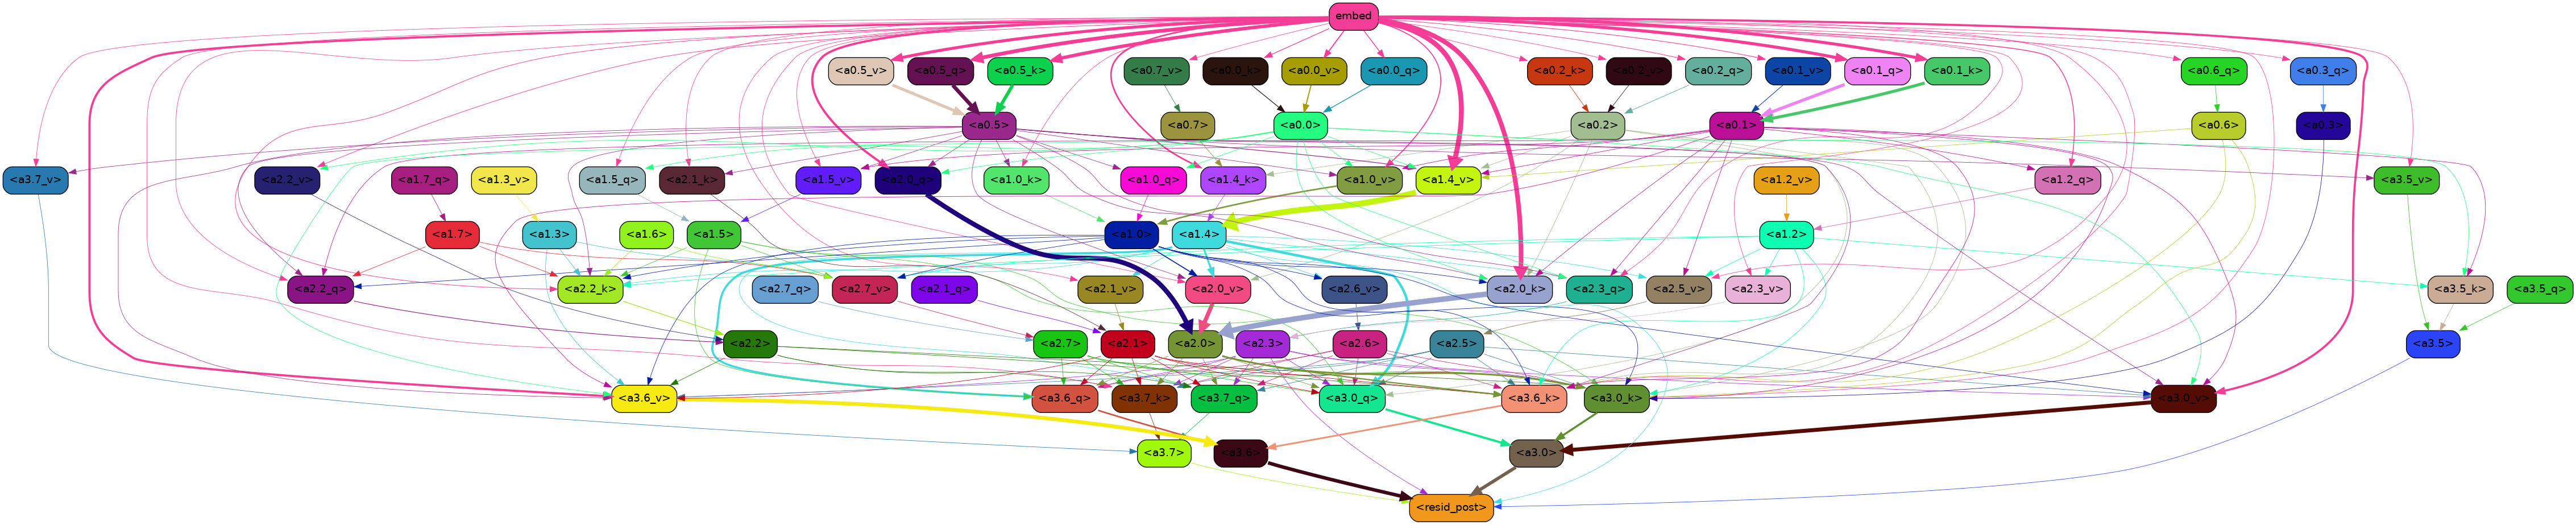 embed
<a0.5_v> <a0.5_q> <a0.5_k> <a0.7_v> <a0.0_k> <a0.0_v> <a0.0_q> <a0.2_k> <a0.2_v> <a0.2_q> <a0.1_v> <a0.1_q> <a0.1_k> <a0.6_q> <a0.3_q>
<a0.5> <a0.7> <a0.0> <a0.2> <a0.1> <a0.6> <a0.3>
<a3.7_v> <a2.2_v> <a1.7_q> <a1.3_v> <a1.5_q> <a2.1_k> <a1.5_v> <a2.0_q> <a1.0_k> <a1.0_q> <a1.4_k> <a1.0_v> <a1.4_v> <a1.2_v> <a1.2_q> <a3.5_v>
<a1.7> <a1.3> <a1.6> <a1.5> <a1.0> <a1.4> <a1.2>
<a2.2_q> <a2.2_k> <a2.7_q> <a2.7_v> <a2.1_q> <a2.1_v> <a2.0_v> <a2.6_v> <a2.0_k> <a2.3_q> <a2.5_v> <a2.3_v> <a3.5_k> <a3.5_q>
<a2.2> <a2.7> <a2.1> <a2.0> <a2.3> <a2.6> <a2.5> <a3.5>
<a3.6_v> <a3.6_q> <a3.7_k> <a3.7_q> <a3.0_q> <a3.6_k> <a3.0_k> <a3.0_v>
<a3.7> <a3.6> <a3.0>
<resid_post>